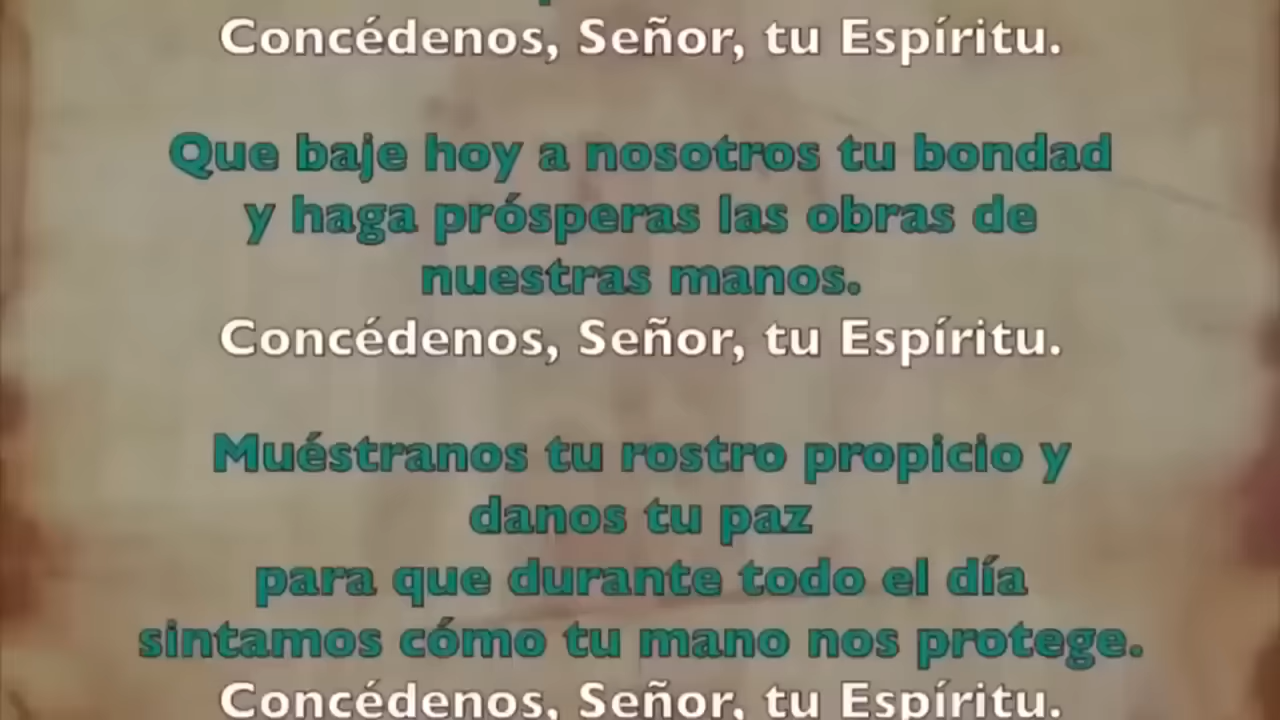 Concédenos, Señor, tu Espíritu.
Que baje hoy a nosotros tu bondad
y haga prósperas las obras de
nuestras manos.
Concédenos, Señor, tu Espíritu.
Muéstranos tu rostro propicio y
danos tu paz
para que durante todo el día
sintamos cómo tu mano nos protege.
Concédenos, Señor, tu Espíritu.